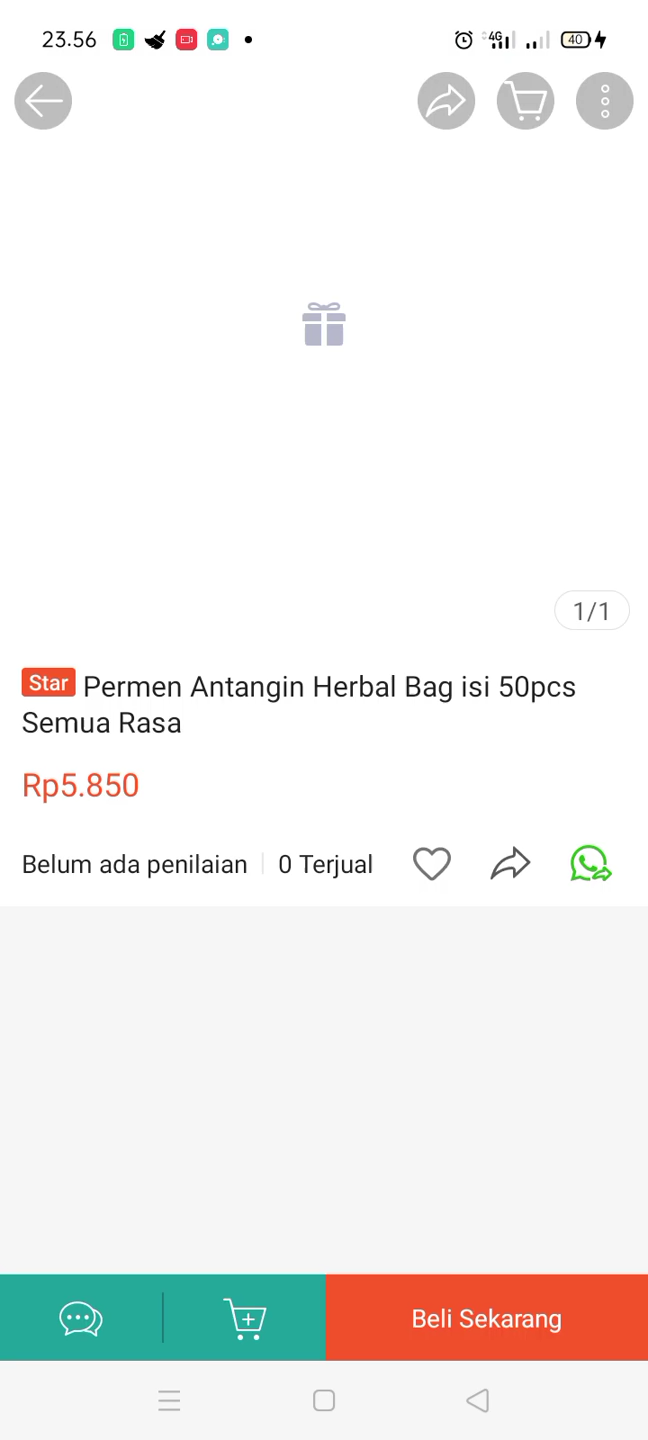 23.56
4G
40
1/1
Star Permen Antangin Herbal Bag isi 50pcs
Semua Rasa
Rp5.850
Belum ada penilaian 0 Terjual
Beli Sekarang